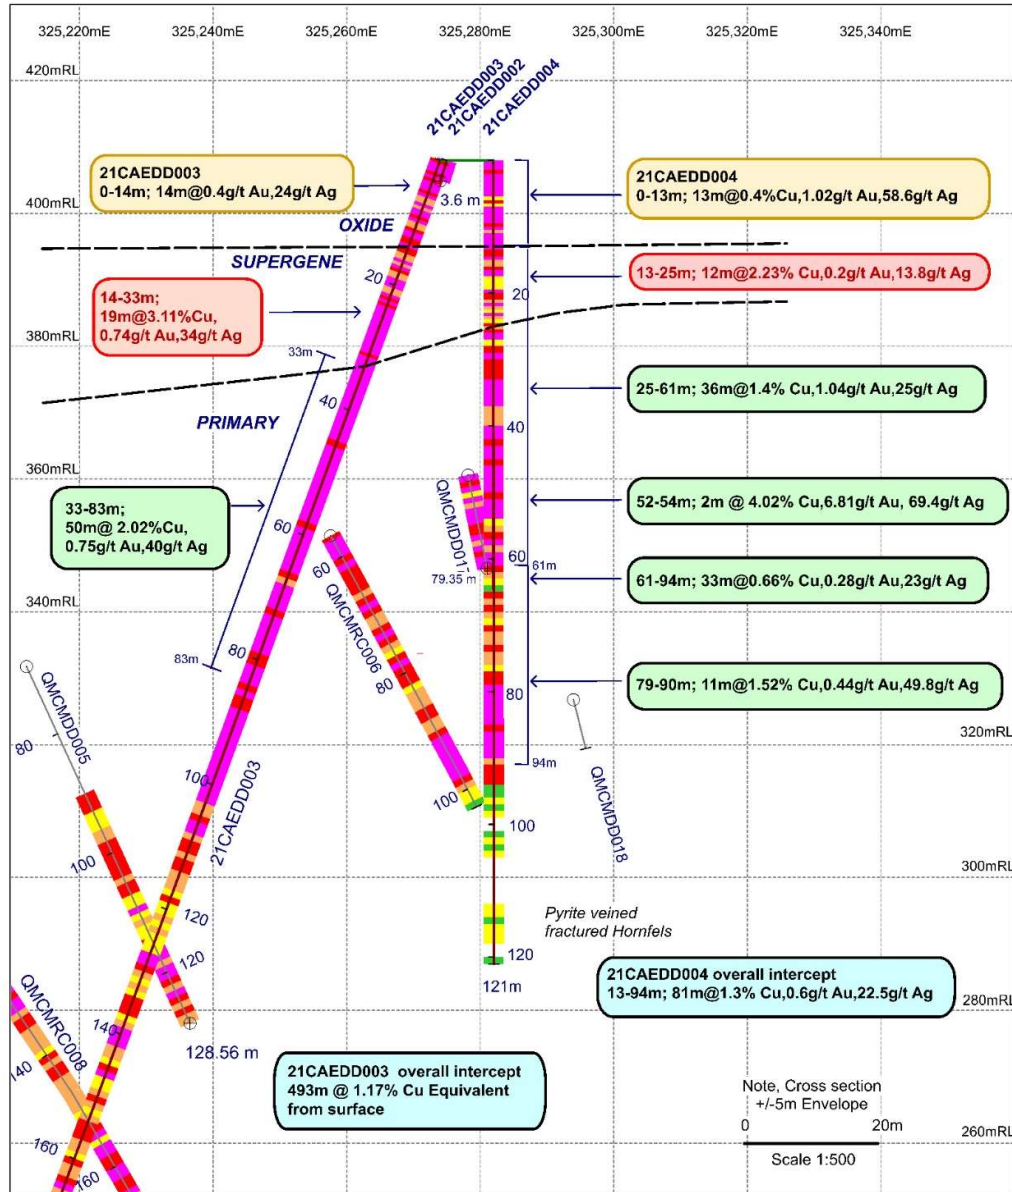 325,220mE 325,240mE 325,260mE 325,280mE 325,300mE 325,320mE 325,340mE
420mRL
21CAEDD003
21CAEDD002
21CAEDD004
21CAEDD003
0-14m; 14m@0.4g/t Au,24g/t Ag
3.6 m
21CAEDD004
0-13m; 13m@0.4%Cu,1.02g/t Au,58.6g/t Ag
400mRL
OXIDE
SUPERGENE
20
20
13-25m; 12m@2.23% Cu,0.2g/t Au,13.8g/t Ag
14-33m;
19m@3.11%Cu,
0.74g/t Au,34g/t Ag
380mRL
33m
25-61m; 36m@1.4% Cu,1.04g/t Au,25g/t Ag
PRIMARY
40
40
360mRL
33-83m;
50m@ 2.02%Cu,
0.75g/t Au,40g/t Ag
52-54m; 2m @ 4.02% Cu,6.81g/t Au, 69.4g/t Ag
QMCMDD017
60
60
60
61m
79.35 m
61-94m; 33m@0.66% Cu,0.28g/t Au,23g/t Ag
QMCMRC006
340mRL
83m
80
80
80
79-90m; 11m@1.52% Cu,0.44g/t Au,49.8g/t Ag
QMCMDD005
80
320mRL
320mRL
94m
QMCMDD018
100
100
21CAEDD003
100
100
300mRL
300mRL
120
120
Pyrite veined
fractured Hornfels
120
121m
21CAEDD004 overall intercept
13-94m; 81m@1.3% Cu,0.6g/t Au,22.5g/t Ag
QMCMRC008
280mRL
140
140
128.56 m
21CAEDD003 overall intercept
493m @ 1.17% Cu Equivalent
from surface
Note, Cross section
+/-5m Envelope
0 20m
Scale 1:500
260mRL
160
160